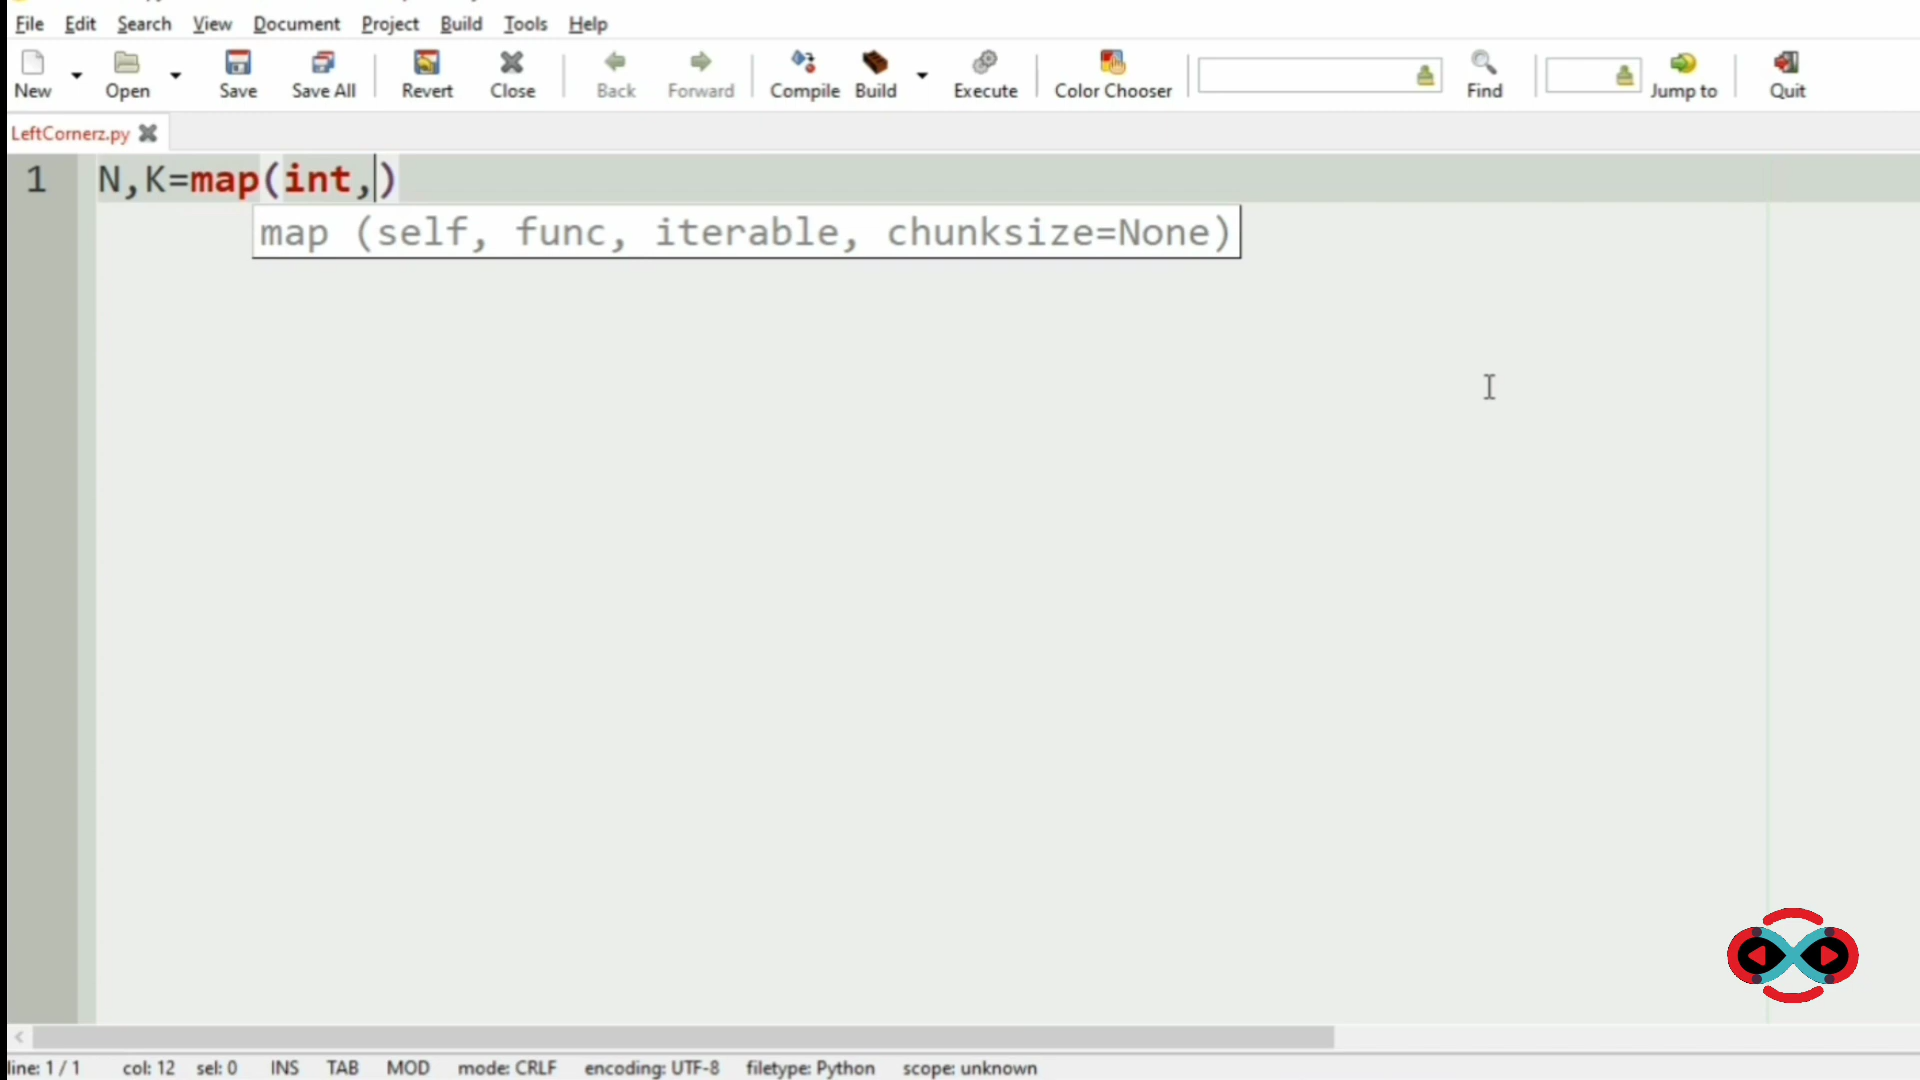 File Edit Search View Document Project Build Tools Help
New Open Save Save All Revert Close Back Forward Compile Build Execute Color Chooser Find Jump to Quit
LeftCornerz.py
1 N,K=map(int,)
map (self, func, iterable, chunksize=None)
line: 1 / 1 col: 12 sel: 0 INS TAB MOD mode: CRLF encoding: UTF-8 filetype: Python scope: unknown